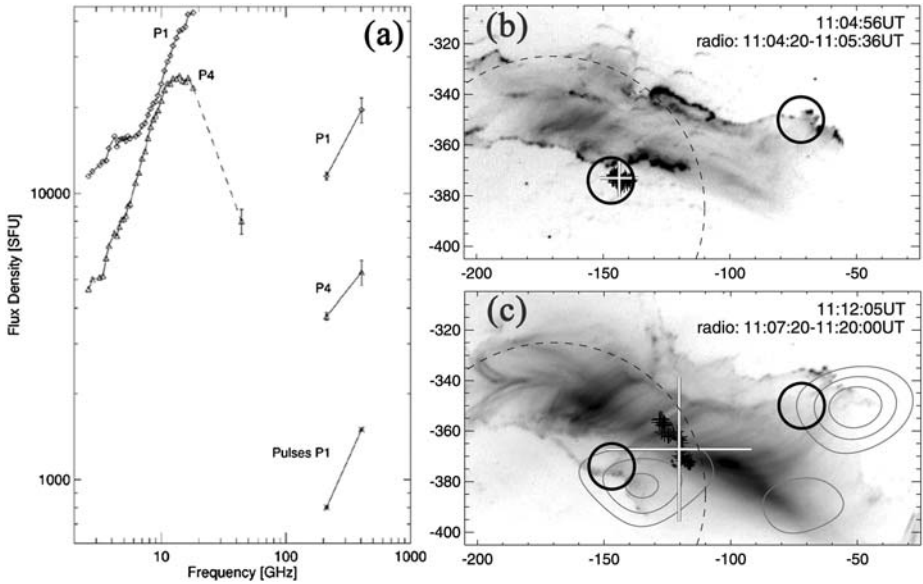 (a)
P1
P4
P1
P4
Pulses P1
10000
1000
Flux Density [SFU]
10
100
1000
Frequency [GHz]
(b)
11:04:56UT
radio: 11:04:20-11:05:36UT
-320
-340
-360
-380
-400
-200
-150
-100
-50
(c)
11:12:05UT
radio: 11:07:20-11:20:00UT
-320
-340
-360
-380
-400
-200
-150
-100
-50